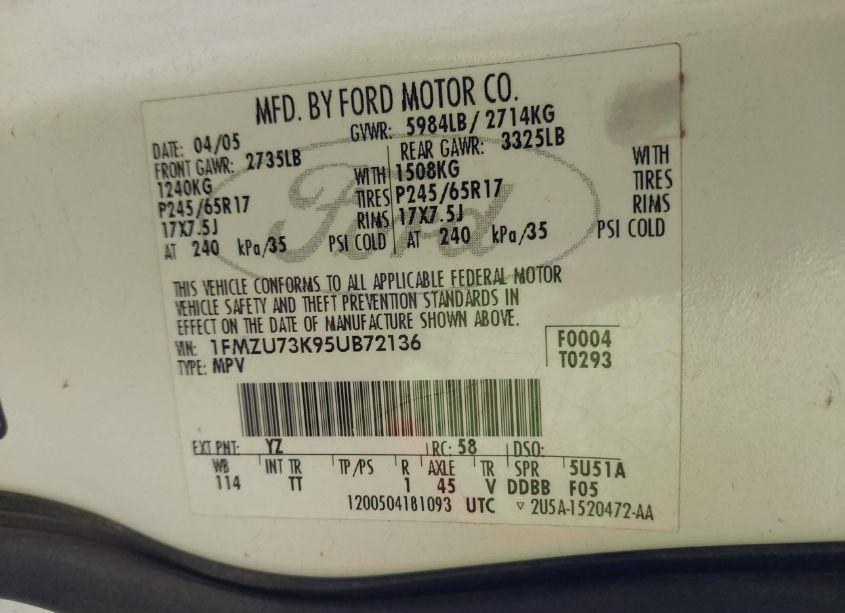 MFD. BY FORD MOTOR CO.
DATE: 04/05 GVWR: 5984LB/ 2714KG
FRONT GAWR: 2735LB REAR GAWR: 3325LB
1240KG WITH 1508KG WITH
P245/65R17 TIRES P245/65R17 TIRES
17X7.5J RIMS 17X7.5J RIMS
AT 240 kPa/35 PSI COLD AT 240 kPa/35 PSI COLD
Ford
THIS VEHICLE CONFORMS TO ALL APPLICABLE FEDERAL MOTOR
VEHICLE SAFETY AND THEFT PREVENTION STANDARDS IN
EFFECT ON THE DATE OF MANUFACTURE SHOWN ABOVE.
VIN: 1FMZU73K95UB72136 F0004
TYPE: MPV T0293
EXT PNT: YZ RC: 58 DSO:
WB INT TR TP/PS R AXLE TR SPR 5U51A
114 TT 1 45 V DDBB F05
1200504181093 UTC ▽ 2U5A-1520472-AA